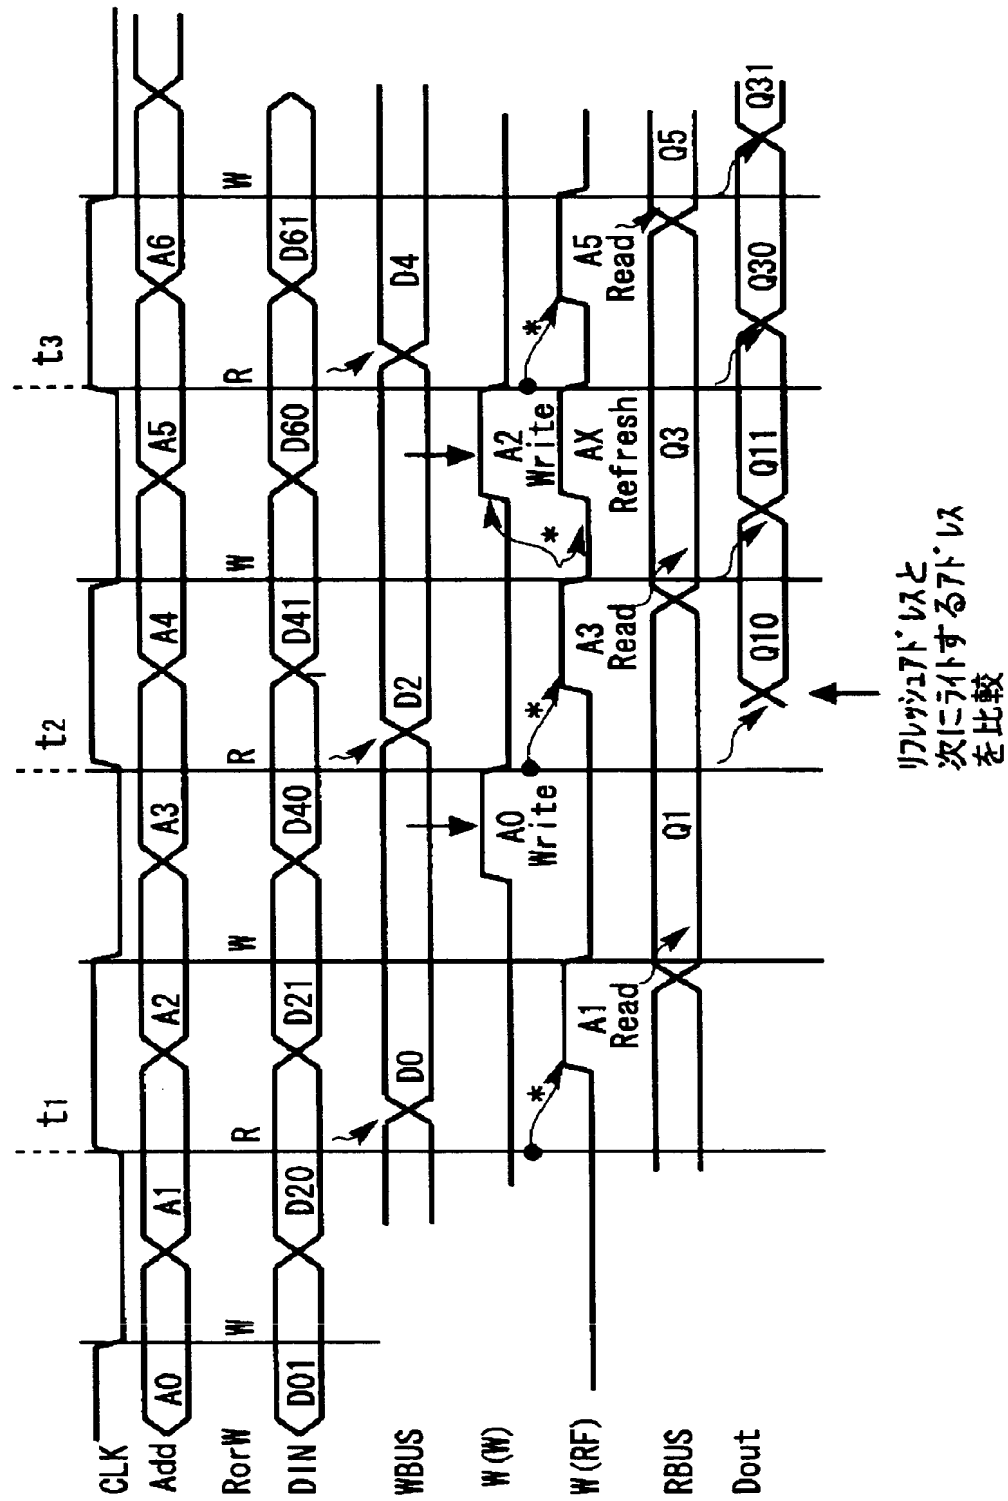 t1 t2 t3
CLK
Add A0 A1 A2 A3 A4 A5 A6
RorW W R W R W R W
DIN D01 D20 D21 D40 D41 D60 D61
WBUS D0 D2 D4
W(W) A0 Write A2 Write
* * * *
W(RF) A1 Read A3 Read AX Refresh A5 Read
RBUS Q1 Q3 Q5
Dout Q10 Q11 Q30 Q31
リフレッシュアドレスと
次にライトするアドレス
を比較